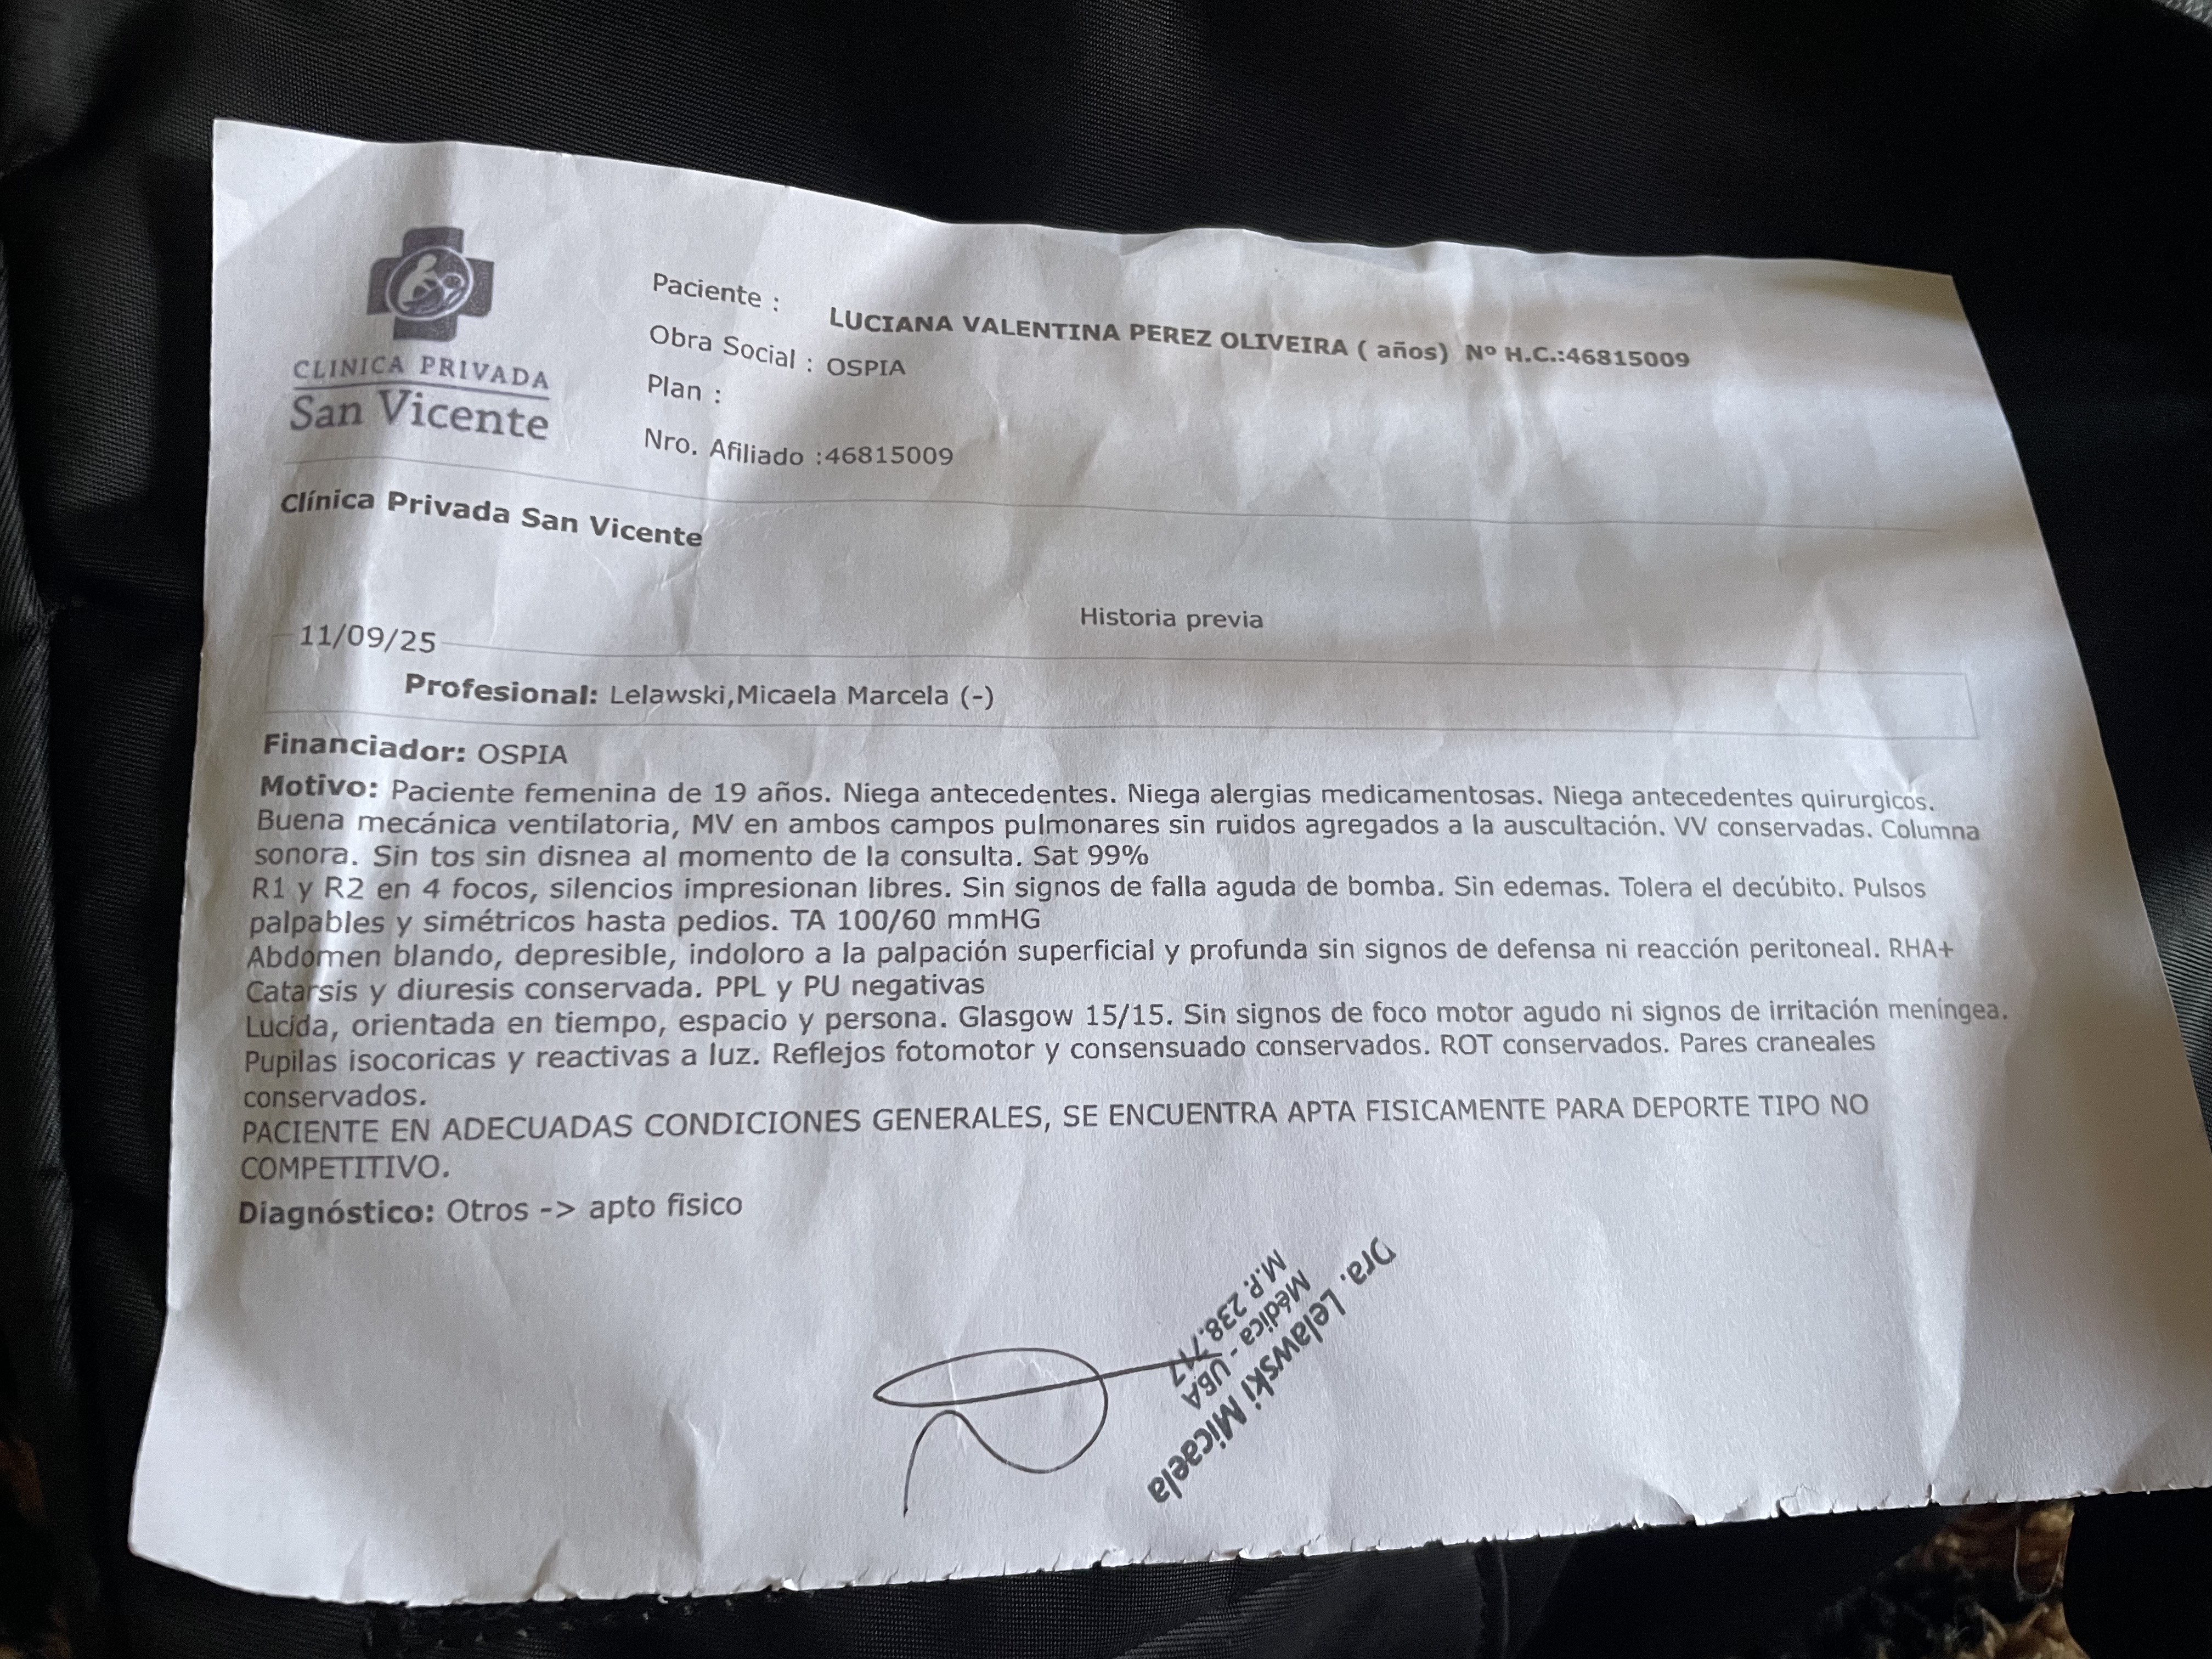 CLINICA PRIVADA
San Vicente
Paciente : LUCIANA VALENTINA PEREZ OLIVEIRA ( años) Nº H.C.:46815009
Obra Social : OSPIA
Plan :
Nro. Afiliado :46815009
Clínica Privada San Vicente
Historia previa
11/09/25
Profesional: Lelawski,Micaela Marcela (-)
Financiador: OSPIA
Motivo: Paciente femenina de 19 años. Niega antecedentes. Niega alergias medicamentosas. Niega antecedentes quirurgicos.
Buena mecánica ventilatoria, MV en ambos campos pulmonares sin ruidos agregados a la auscultación. VV conservadas. Columna
sonora. Sin tos sin disnea al momento de la consulta. Sat 99%
R1 y R2 en 4 focos, silencios impresionan libres. Sin signos de falla aguda de bomba. Sin edemas. Tolera el decúbito. Pulsos
palpables y simétricos hasta pedios. TA 100/60 mmHG
Abdomen blando, depresible, indoloro a la palpación superficial y profunda sin signos de defensa ni reacción peritoneal. RHA+
Catarsis y diuresis conservada. PPL y PU negativas
Lucida, orientada en tiempo, espacio y persona. Glasgow 15/15. Sin signos de foco motor agudo ni signos de irritación meníngea.
Pupilas isocoricas y reactivas a luz. Reflejos fotomotor y consensuado conservados. ROT conservados. Pares craneales
conservados.
PACIENTE EN ADECUADAS CONDICIONES GENERALES, SE ENCUENTRA APTA FISICAMENTE PARA DEPORTE TIPO NO
COMPETITIVO.
Diagnóstico: Otros -> apto fisico
Dra. Lelawski Micaela
Médica - UBA
M.P. 238.717